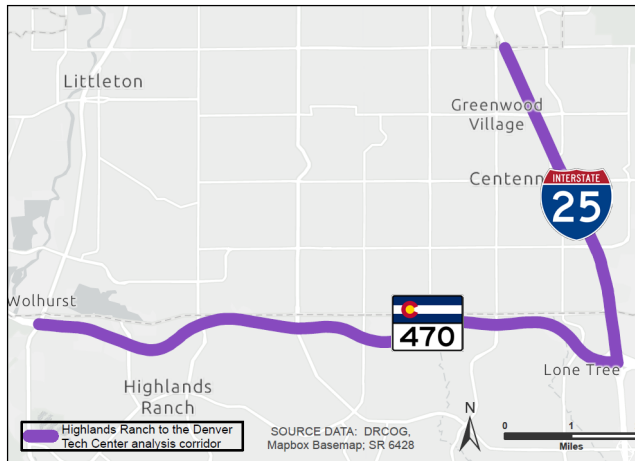 Littleton
Greenwood
Village
Centenn
INTERSTATE
25
Wolhurst
470
Lone Tree
Highlands
Ranch
Highlands Ranch to the Denver
Tech Center analysis corridor
SOURCE DATA: DRCOG,
Mapbox Basemap; SR 6428
N
0 1
Miles